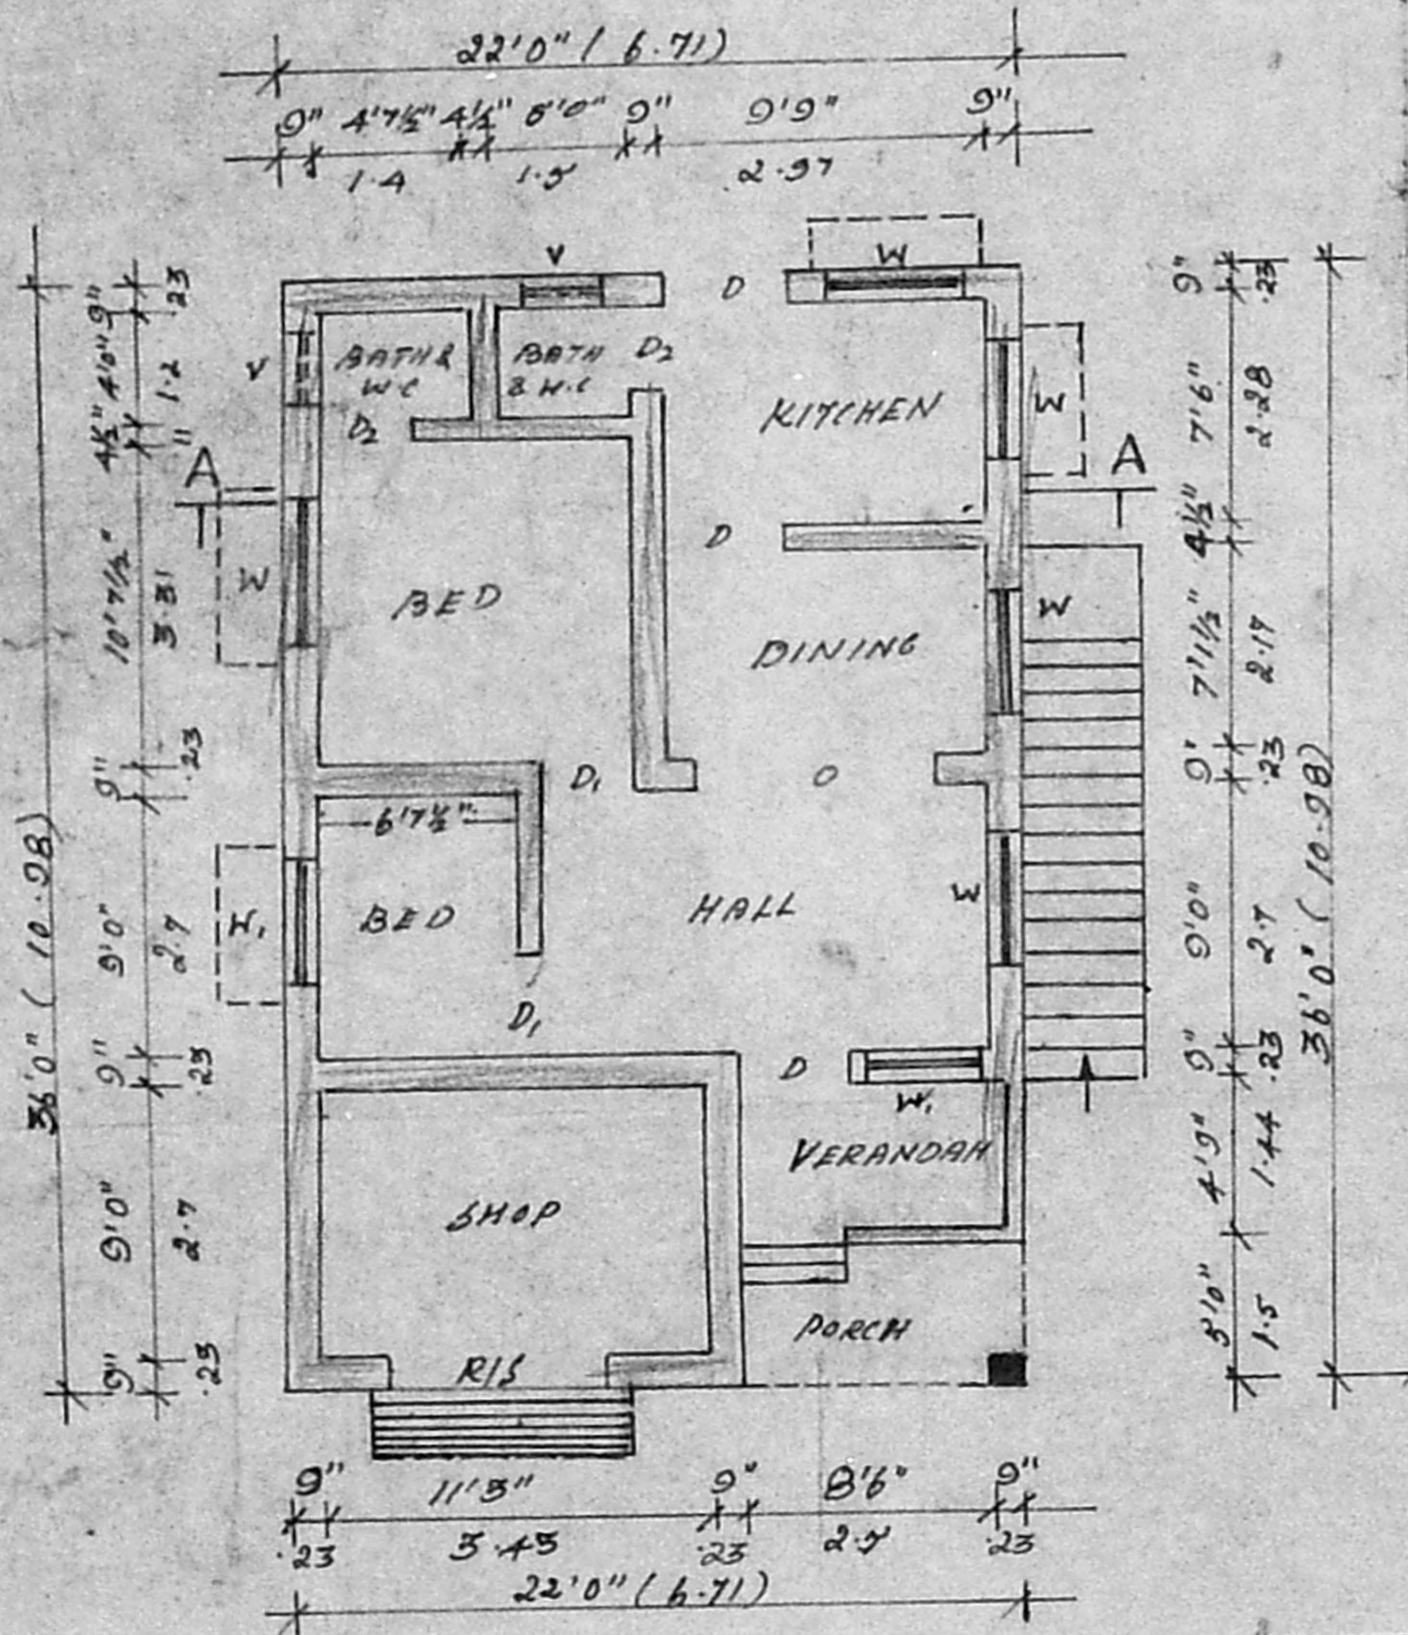 22'0" ( 6.71)
9" 4'7½" 4½" 5'0" 9" 9'9" 9"
1.4 1.5 2.97
V W
D
BATH & W.C
BATH & W.C
D2
V
D2
KITCHEN
W
A A
D
W
BED
DINING
W
D1
O
6'7½"
W1
BED
HALL
W
D1
D
W1
VERANDAH
SHOP
PORCH
R/S
9" 4'0" 4½" 10'7½" 9" 9'0" 9" 9'0" 9"
.23 1.2 11 3.31 .23 2.7 .23 2.7 .23
36'0" ( 10.98)
9" 7'6" 4½" 7'1½" 9" 9'0" 9" 4'9" 5'0"
.23 2.28 2.17 .23 2.7 .23 1.44 1.5
36'0" ( 10.98)
9" 11'3" 9" 8'6" 9"
.23 3.43 .23 .23
22'0" ( 6.71)